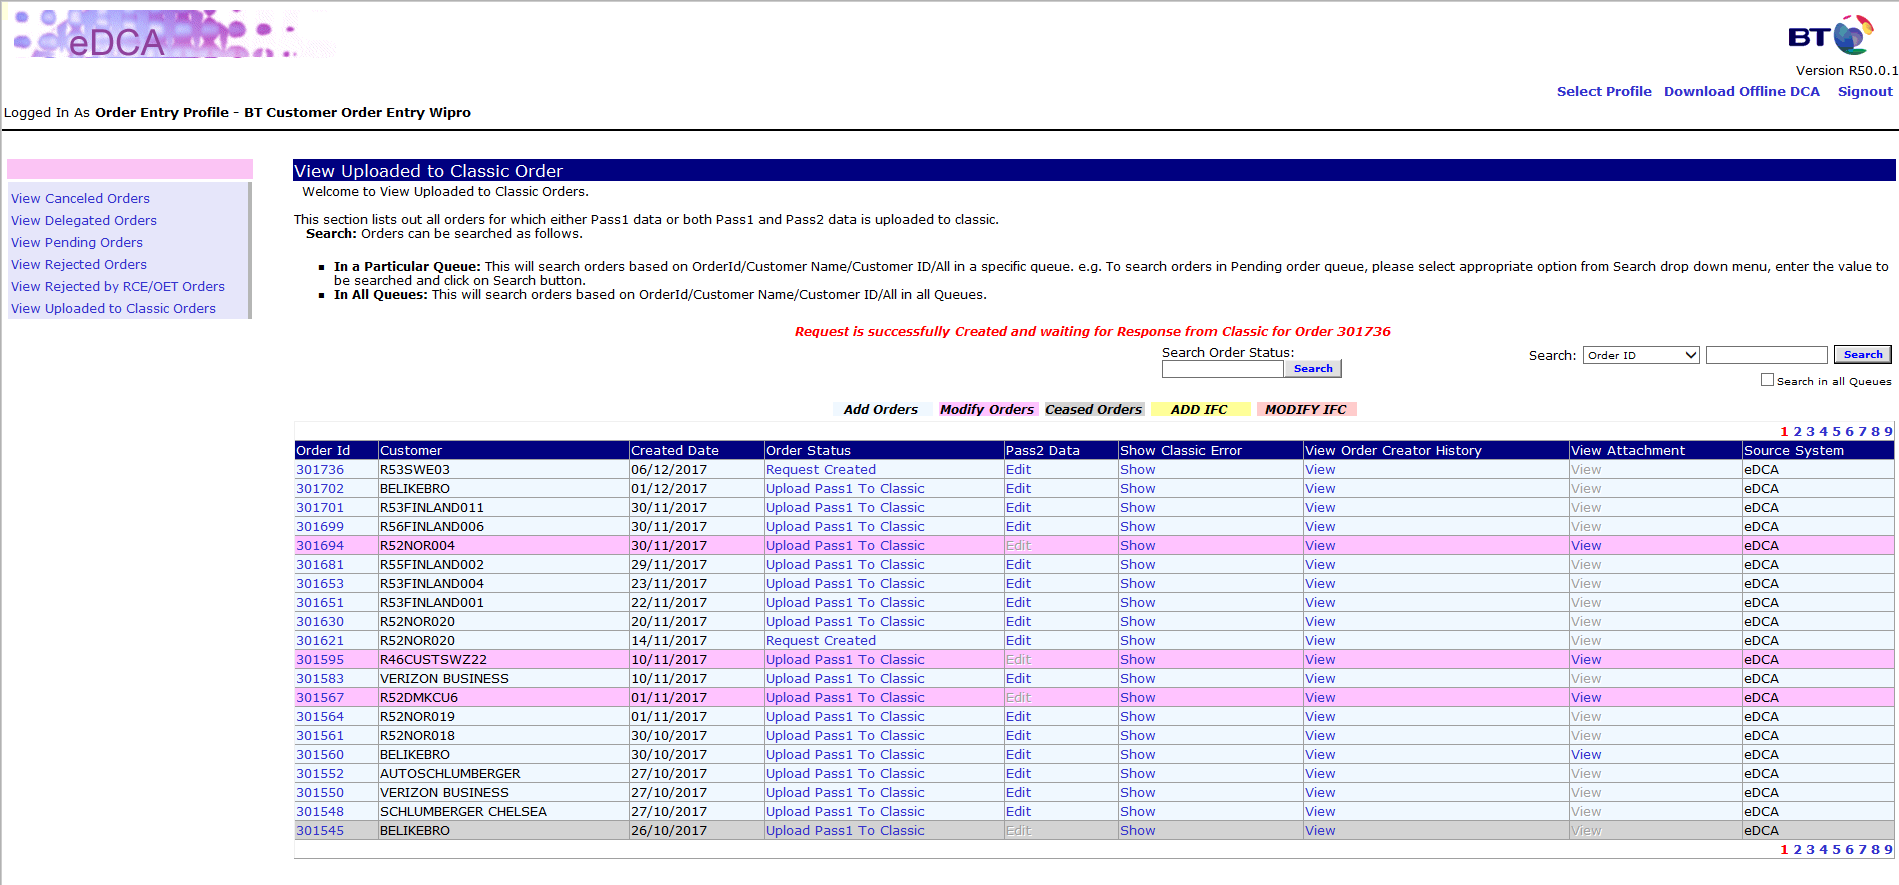 eDCA
BT
Version R50.0.1
Select Profile Download Offline DCA Signout
Logged In As Order Entry Profile - BT Customer Order Entry Wipro
View Canceled Orders
View Delegated Orders
View Pending Orders
View Rejected Orders
View Rejected by RCE/OET Orders
View Uploaded to Classic Orders
View Uploaded to Classic Order
Welcome to View Uploaded to Classic Orders.
This section lists out all orders for which either Pass1 data or both Pass1 and Pass2 data is uploaded to classic.
Search: Orders can be searched as follows.
▪ In a Particular Queue: This will search orders based on OrderId/Customer Name/Customer ID/All in a specific queue. e.g. To search orders in Pending order queue, please select appropriate option from Search drop down menu, enter the value to
be searched and click on Search button.
▪ In All Queues: This will search orders based on OrderId/Customer Name/Customer ID/All in all Queues.
Request is successfully Created and waiting for Response from Classic for Order 301736
Search Order Status:
Search
Search: Order ID Search
Search in all Queues
Add Orders Modify Orders Ceased Orders ADD IFC MODIFY IFC
1 2 3 4 5 6 7 8 9
Order Id Customer Created Date Order Status Pass2 Data Show Classic Error View Order Creator History View Attachment Source System
301736 R53SWE03 06/12/2017 Request Created Edit Show View View eDCA
301702 BELIKEBRO 01/12/2017 Upload Pass1 To Classic Edit Show View View eDCA
301701 R53FINLAND011 30/11/2017 Upload Pass1 To Classic Edit Show View View eDCA
301699 R56FINLAND006 30/11/2017 Upload Pass1 To Classic Edit Show View View eDCA
301694 R52NOR004 30/11/2017 Upload Pass1 To Classic Edit Show View View eDCA
301681 R55FINLAND002 29/11/2017 Upload Pass1 To Classic Edit Show View View eDCA
301653 R53FINLAND004 23/11/2017 Upload Pass1 To Classic Edit Show View View eDCA
301651 R53FINLAND001 22/11/2017 Upload Pass1 To Classic Edit Show View View eDCA
301630 R52NOR020 20/11/2017 Upload Pass1 To Classic Edit Show View View eDCA
301621 R52NOR020 14/11/2017 Request Created Edit Show View View eDCA
301595 R46CUSTSWZ22 10/11/2017 Upload Pass1 To Classic Edit Show View View eDCA
301583 VERIZON BUSINESS 10/11/2017 Upload Pass1 To Classic Edit Show View View eDCA
301567 R52DMKCU6 01/11/2017 Upload Pass1 To Classic Edit Show View View eDCA
301564 R52NOR019 01/11/2017 Upload Pass1 To Classic Edit Show View View eDCA
301561 R52NOR018 30/10/2017 Upload Pass1 To Classic Edit Show View View eDCA
301560 BELIKEBRO 30/10/2017 Upload Pass1 To Classic Edit Show View View eDCA
301552 AUTOSCHLUMBERGER 27/10/2017 Upload Pass1 To Classic Edit Show View View eDCA
301550 VERIZON BUSINESS 27/10/2017 Upload Pass1 To Classic Edit Show View View eDCA
301548 SCHLUMBERGER CHELSEA 27/10/2017 Upload Pass1 To Classic Edit Show View View eDCA
301545 BELIKEBRO 26/10/2017 Upload Pass1 To Classic Edit Show View View eDCA
1 2 3 4 5 6 7 8 9